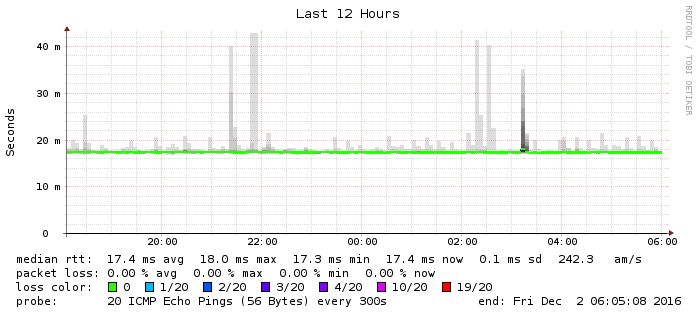 Last 12 Hours
RRDTOOL / TOBI OETIKER
Seconds
40 m
30 m
20 m
10 m
0
20:00 22:00 00:00 02:00 04:00 06:00
median rtt: 17.4 ms avg 18.0 ms max 17.3 ms min 17.4 ms now 0.1 ms sd 242.3 am/s
packet loss: 0.00 % avg 0.00 % max 0.00 % min 0.00 % now
loss color: 0 1/20 2/20 3/20 4/20 10/20 19/20
probe: 20 ICMP Echo Pings (56 Bytes) every 300s end: Fri Dec 2 06:05:08 2016